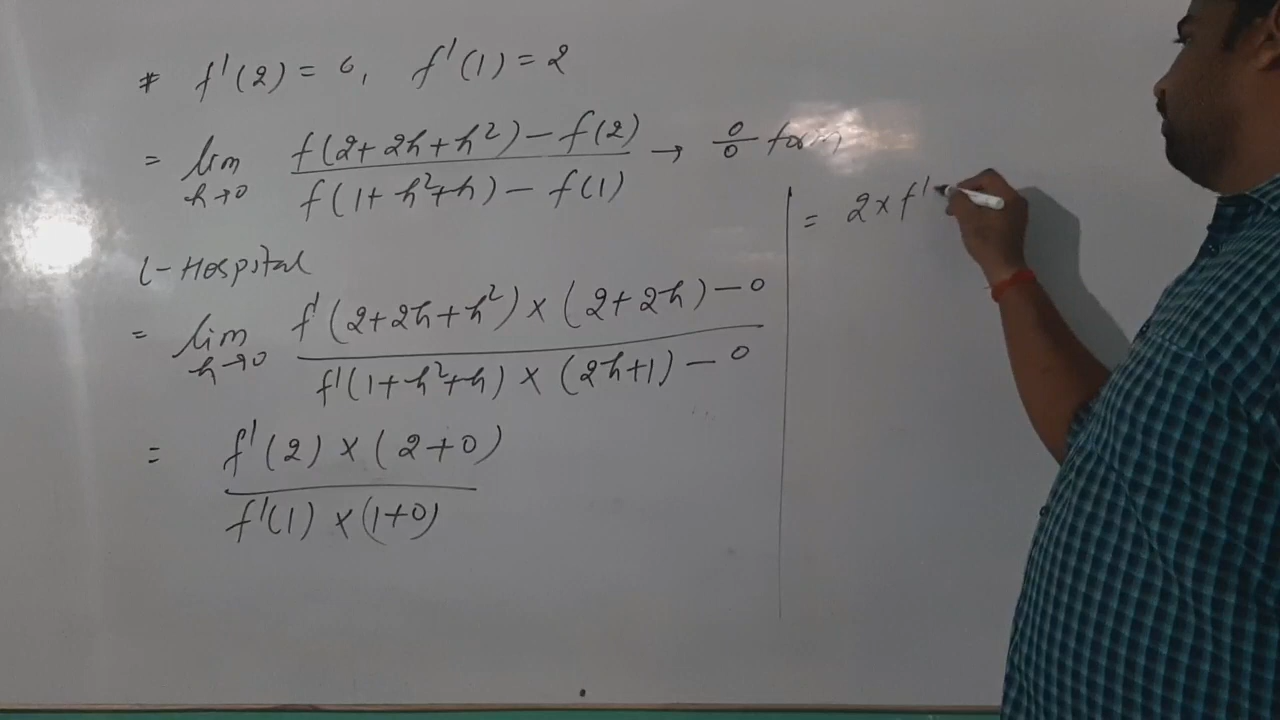 * f'(2) = 6, f'(1) = 2
= lim h→0 (f(2+2h+h²) – f(2)) / (f(1+h²+h) – f(1)) → 0/0 form
L-Hospital
= lim h→0 (f'(2+2h+h²) × (2+2h) – 0) / (f'(1+h²+h) × (2h+1) – 0)
= (f'(2) × (2+0)) / (f'(1) × (1+0))
= 2 × f'